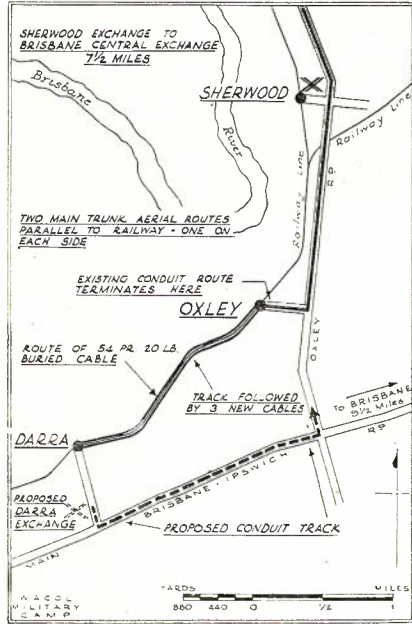 SHERWOOD EXCHANGE TO
BRISBANE CENTRAL EXCHANGE
7½ MILES
X
SHERWOOD
Brisbane
River
Railway Line
Railway Line
RD
TWO MAIN TRUNK AERIAL ROUTES
PARALLEL TO RAILWAY - ONE ON
EACH SIDE
EXISTING CONDUIT ROUTE
TERMINATES HERE
OXLEY
OXLEY
ROUTE OF 54 PR 20 LB.
BURIED CABLE
TRACK FOLLOWED
BY 3 NEW CABLES
TO BRISBANE
9½ MILES
RD
DARRA
PROPOSED
DARRA
EXCHANGE
MAIN
BRISBANE - IPSWICH
PROPOSED CONDUIT TRACK
WACOL
MILITARY
CAMP
YARDS
MILES
880 440 0 ½ 1